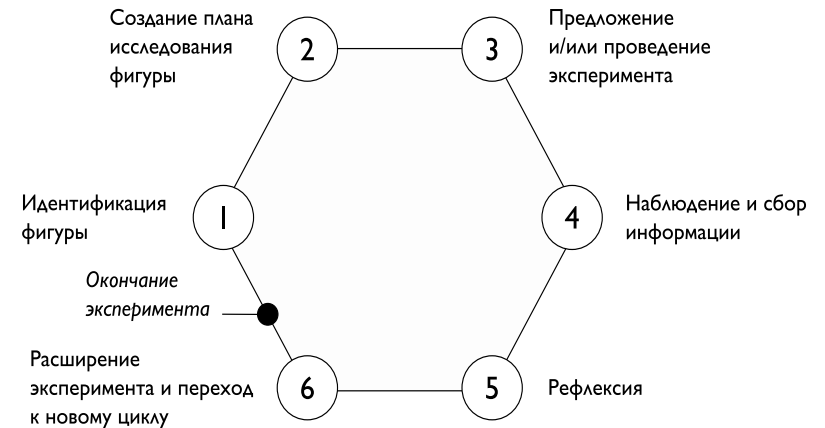 Создание плана
исследования
фигуры
2
3
Предложение
и/или проведение
эксперимента
Идентификация
фигуры
1
4
Наблюдение и сбор
информации
Окончание
эксперимента
Расширение
эксперимента и переход
к новому циклу
6
5
Рефлексия